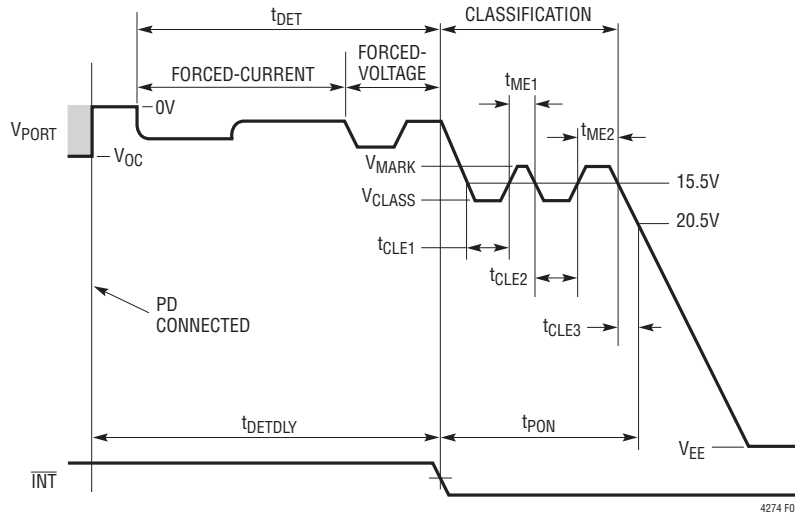 tDET
CLASSIFICATION
FORCED-CURRENT
FORCED-
VOLTAGE
tME1
tME2
0V
VPORT
VOC
VMARK
15.5V
VCLASS
20.5V
tCLE1
tCLE2
PD
CONNECTED
tCLE3
tDETDLY
tPON
VEE
INT
4274 F0